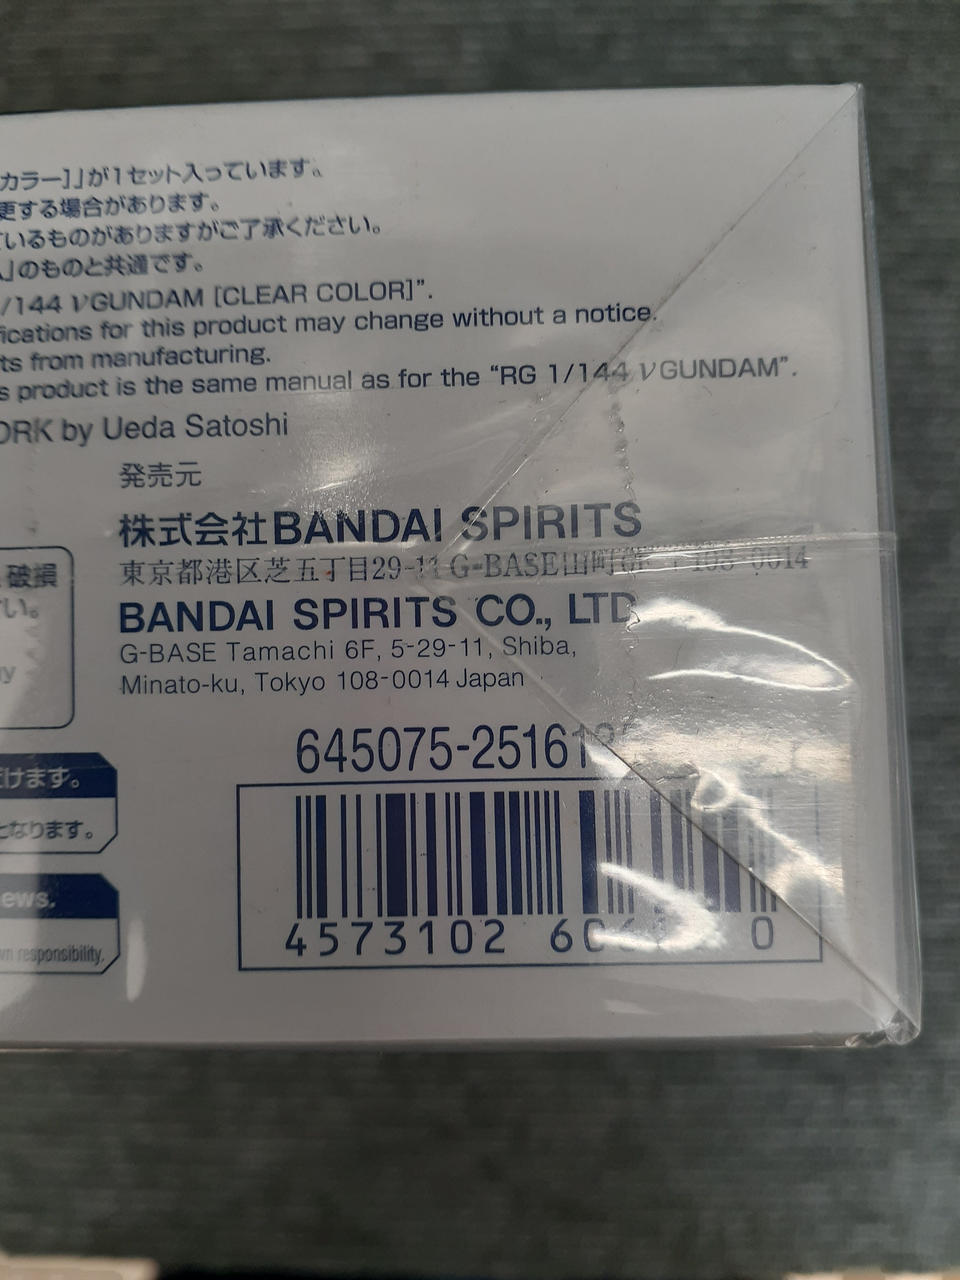 カラー]」が1セット入っています。
更する場合があります。
いるものがありますがご了承ください。
」のものと共通です。
/144 νGUNDAM [CLEAR COLOR]”.
ifications for this product may change without a notice.
ts from manufacturing.
s product is the same manual as for the “RG 1/144 νGUNDAM”.
ORK by Ueda Satoshi
発売元
株式会社BANDAI SPIRITS
東京都港区芝五丁目29-11 G-BASE田町 108-0014
BANDAI SPIRITS CO., LTD.
G-BASE Tamachi 6F, 5-29-11, Shiba,
Minato-ku, Tokyo 108-0014 Japan
破損
い。
y
だけます。
となります。
ews.
wn responsibility.
645075-25161
4573102 60 0